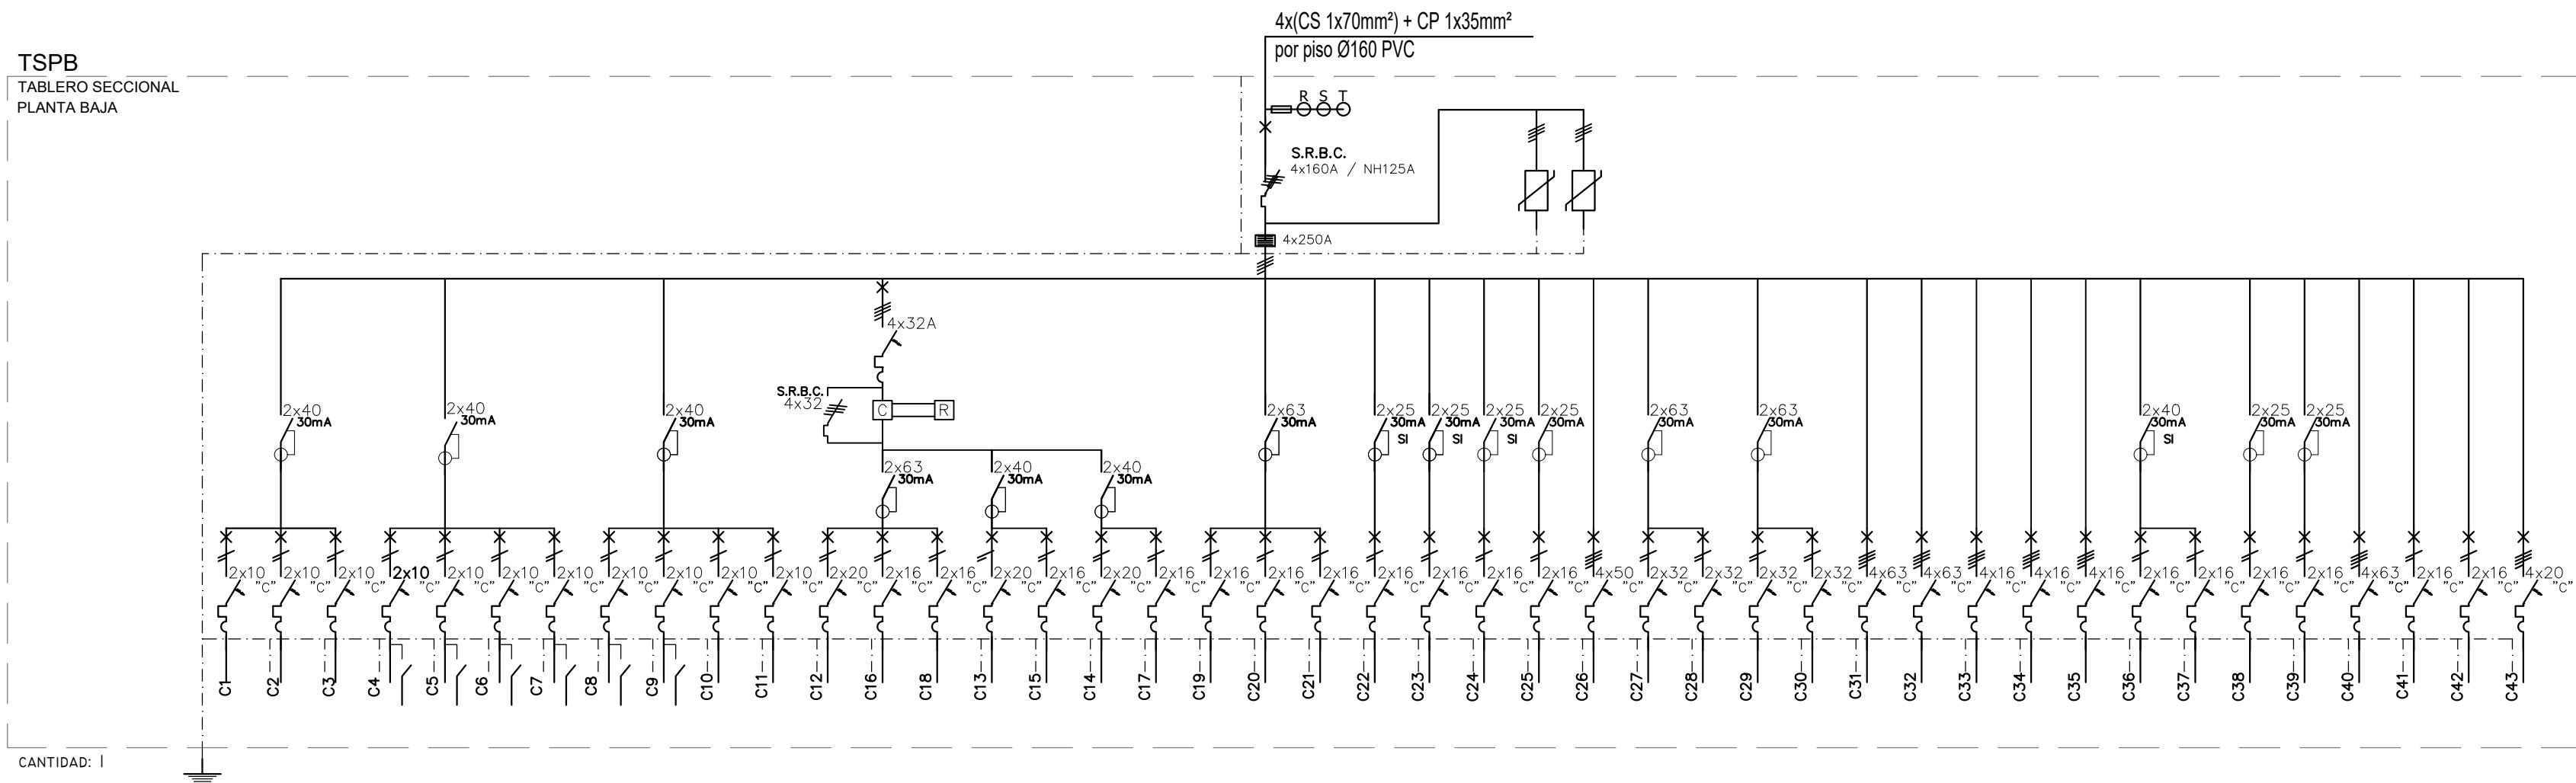 4x(CS 1x70mm²) + CP 1x35mm²
por piso Ø160 PVC
TSPB
TABLERO SECCIONAL
PLANTA BAJA
R S T
S.R.B.C.
4x160A / NH125A
4x250A
4x32A
S.R.B.C.
4x32
C R
2x40 2x40 2x40 2x63 2x25 2x25 2x25 2x25 2x63 2x63 2x40 2x25 2x25
30mA 30mA 30mA 30mA 30mA 30mA 30mA 30mA 30mA 30mA 30mA 30mA 30mA
SI SI SI SI
2x63 2x40 2x40
30mA 30mA 30mA
2x10 2x10 2x10 2x10 2x10 2x10 2x10 2x10 2x10 2x10 2x10 2x20 2x16 2x16 2x20 2x16 2x20 2x16 2x16 2x16 2x16 2x16 2x16 2x16 2x16 4x50 2x32 2x32 2x32 2x32 4x63 4x63 4x16 4x16 4x16 2x16 2x16 2x16 2x16 4x63 2x16 2x16 4x20
"C" "C" "C" "C" "C" "C" "C" "C" "C" "C" "C" "C" "C" "C" "C" "C" "C" "C" "C" "C" "C" "C" "C" "C" "C" "C" "C" "C" "C" "C" "C" "C" "C" "C" "C" "C" "C" "C" "C" "C" "C" "C" "C"
C1 C2 C3 C4 C5 C6 C7 C8 C9 C10 C11 C12 C16 C18 C13 C15 C14 C17 C19 C20 C21 C22 C23 C24 C25 C26 C27 C28 C29 C30 C31 C32 C33 C34 C35 C36 C37 C38 C39 C40 C41 C42 C43
CANTIDAD: 1